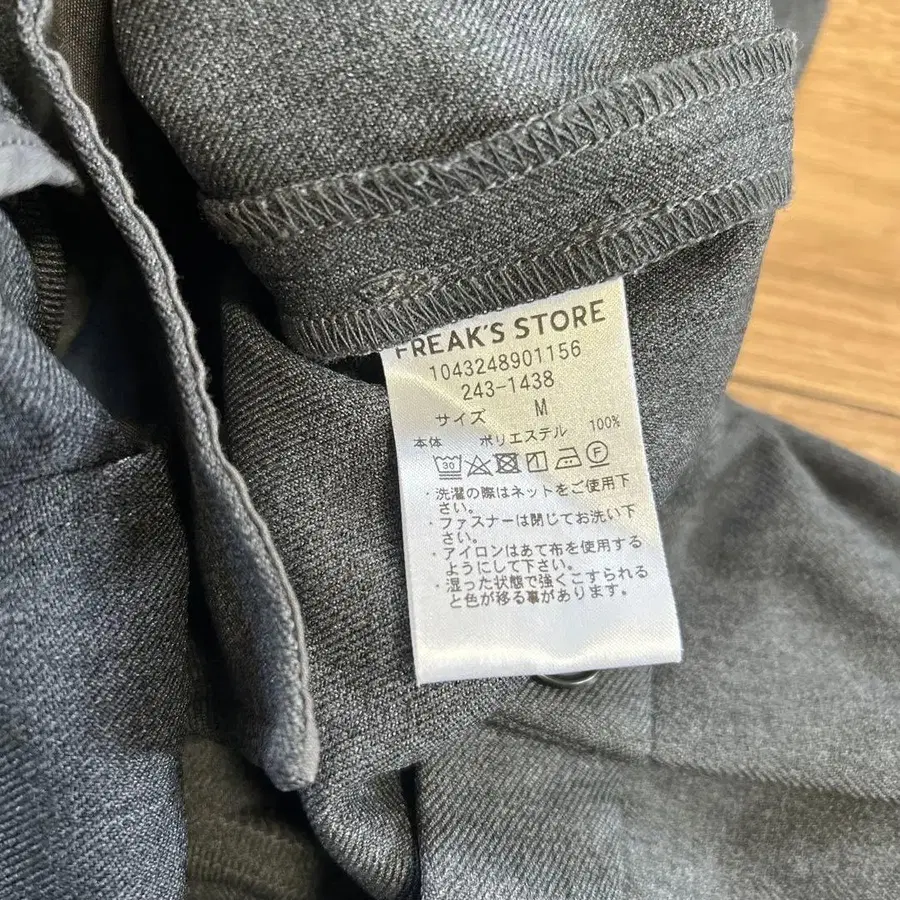 FREAK'S STORE
1043248901156
243-1438
サイズ M
本体 ポリエステル 100%
30 F
・洗濯の際はネットをご使用下
さい。
・ファスナーは閉じてお洗い下
さい。
・アイロンはあて布を使用する
ようにして下さい。
・湿った状態で強くこすられる
と色が移る事があります。